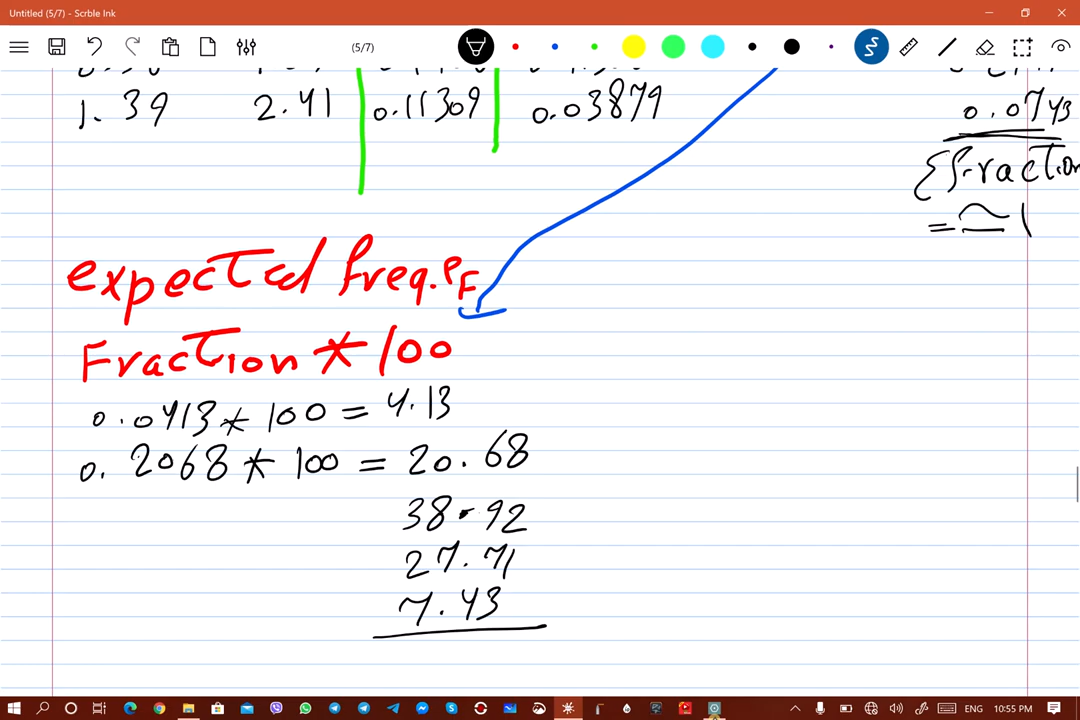 Untitled (5/7) - Scrble Ink
(5/7)
1.39 2.41 0.11309 0.03879
0.0743
{Fraction
= ≅ 1
expected freq. eF
Fraction * 100
0.0413 * 100 = 4.13
0.2068 * 100 = 20.68
38.92
27.71
7.43
ENG 10:55 PM